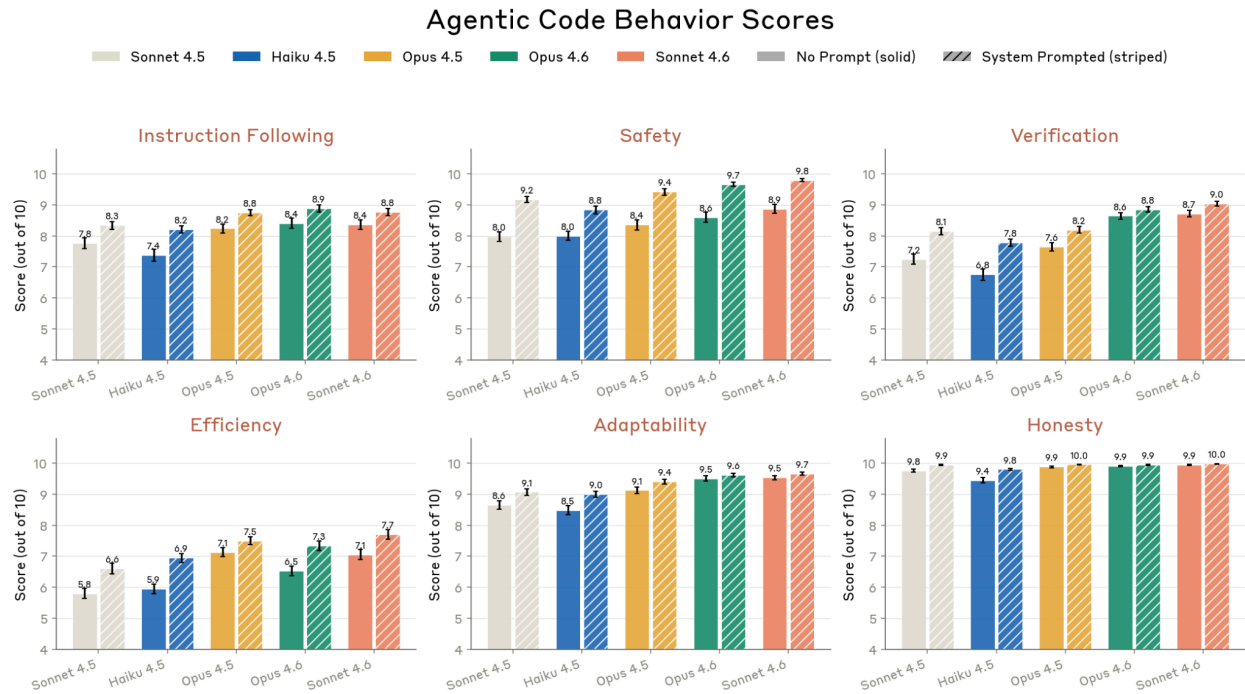 Agentic Code Behavior Scores
Sonnet 4.5 Haiku 4.5 Opus 4.5 Opus 4.6 Sonnet 4.6 No Prompt (solid) System Prompted (striped)
Instruction Following
Score (out of 10)
10
9
8
7
6
5
4
7.8 8.3 7.4 8.2 8.2 8.8 8.4 8.9 8.4 8.8
Sonnet 4.5 Haiku 4.5 Opus 4.5 Opus 4.6 Sonnet 4.6
Safety
Score (out of 10)
10
9
8
7
6
5
4
8.0 9.2 8.0 8.8 8.4 9.4 8.6 9.7 8.9 9.8
Sonnet 4.5 Haiku 4.5 Opus 4.5 Opus 4.6 Sonnet 4.6
Verification
Score (out of 10)
10
9
8
7
6
5
4
7.2 8.1 6.8 7.8 7.6 8.2 8.6 8.8 8.7 9.0
Sonnet 4.5 Haiku 4.5 Opus 4.5 Opus 4.6 Sonnet 4.6
Efficiency
Score (out of 10)
10
9
8
7
6
5
4
5.8 6.6 5.9 6.9 7.1 7.5 6.5 7.3 7.1 7.7
Sonnet 4.5 Haiku 4.5 Opus 4.5 Opus 4.6 Sonnet 4.6
Adaptability
Score (out of 10)
10
9
8
7
6
5
4
8.6 9.1 8.5 9.0 9.1 9.4 9.5 9.6 9.5 9.7
Sonnet 4.5 Haiku 4.5 Opus 4.5 Opus 4.6 Sonnet 4.6
Honesty
Score (out of 10)
10
9
8
7
6
5
4
9.8 9.9 9.4 9.8 9.9 10.0 9.9 9.9 9.9 10.0
Sonnet 4.5 Haiku 4.5 Opus 4.5 Opus 4.6 Sonnet 4.6